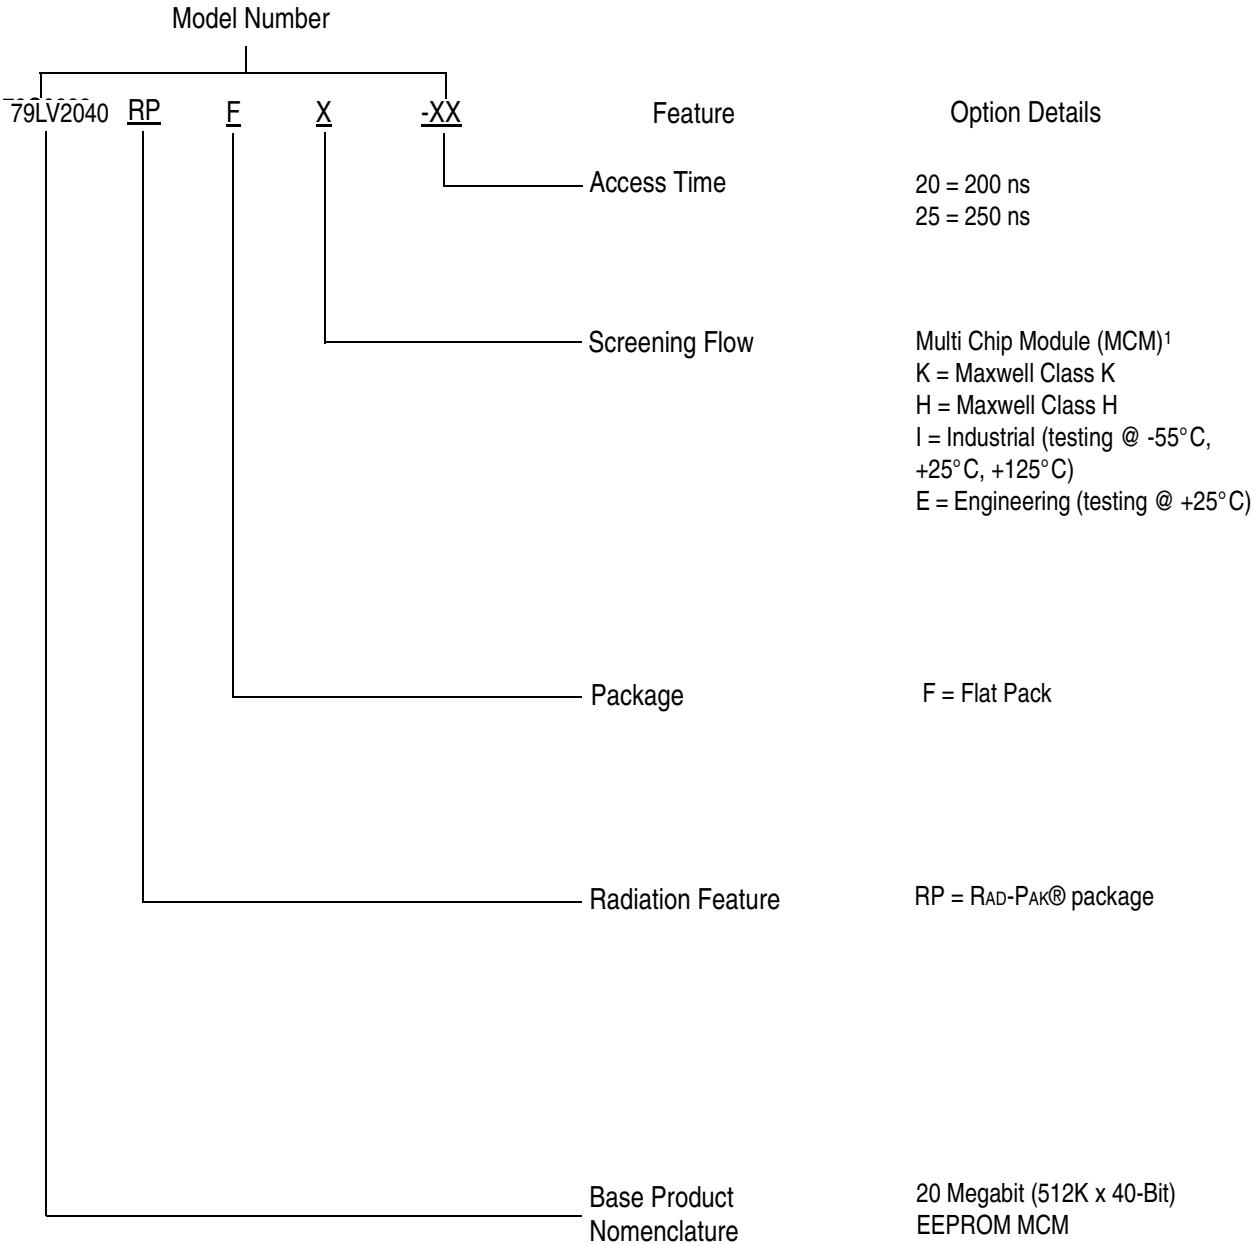 Model Number
79LV2040 RP F X -XX Feature Option Details
Access Time 20 = 200 ns
25 = 250 ns
Screening Flow Multi Chip Module (MCM)1
K = Maxwell Class K
H = Maxwell Class H
I = Industrial (testing @ -55°C,
+25°C, +125°C)
E = Engineering (testing @ +25°C)
Package F = Flat Pack
Radiation Feature RP = RAD-PAK® package
Base Product 20 Megabit (512K x 40-Bit)
Nomenclature EEPROM MCM